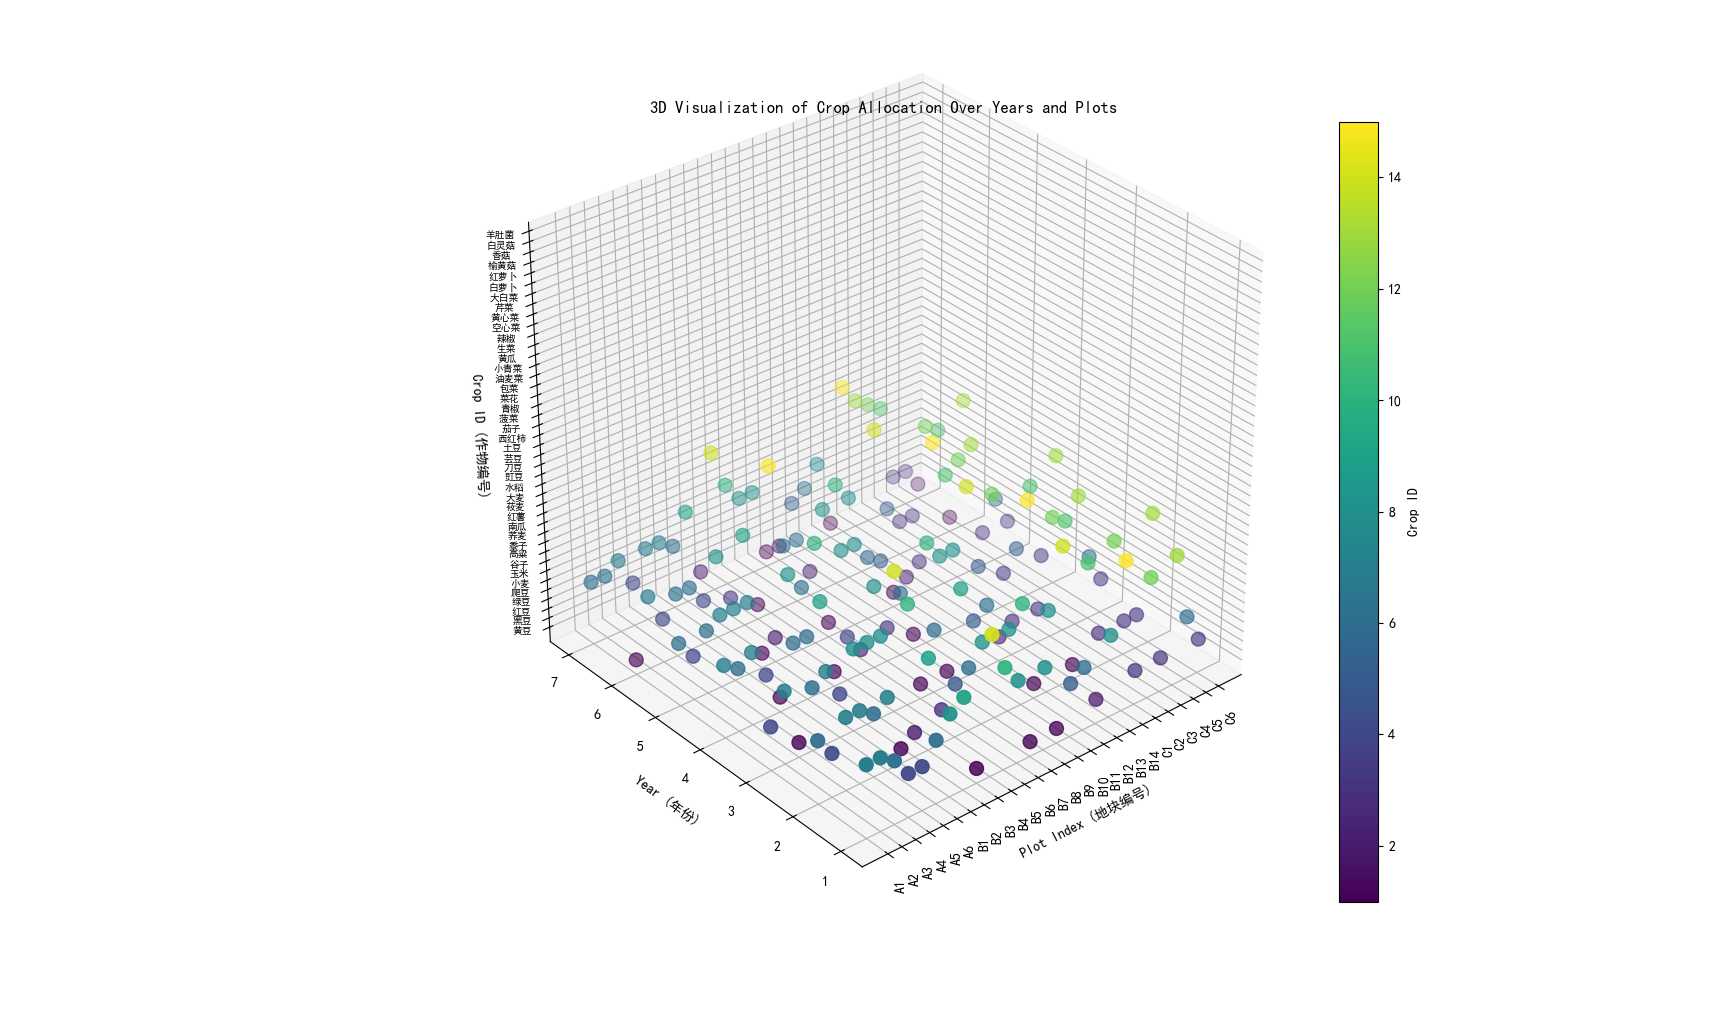 3D Visualization of Crop Allocation Over Years and Plots
羊肚菌
白灵菇
香菇
榆黄菇
红萝卜
白萝卜
大白菜
芹菜
黄心菜
空心菜
辣椒
生菜
黄瓜
小青菜
油麦菜
包菜
菜花
青椒
菠菜
茄子
西红柿
土豆
芸豆
刀豆
豇豆
水稻
大麦
莜麦
红薯
南瓜
荞麦
黍子
高粱
谷子
玉米
小麦
爬豆
绿豆
红豆
黑豆
黄豆
Crop ID (作物编号)
7
6
5
4
3
2
1
Year (年份)
A1
A2
A3
A4
A5
A6
B1
B2
B3
B4
B5
B6
B7
B8
B9
B10
B11
B12
B13
B14
C1
C2
C3
C4
C5
C6
Plot Index (地块编号)
14
12
10
8
6
4
2
Crop ID